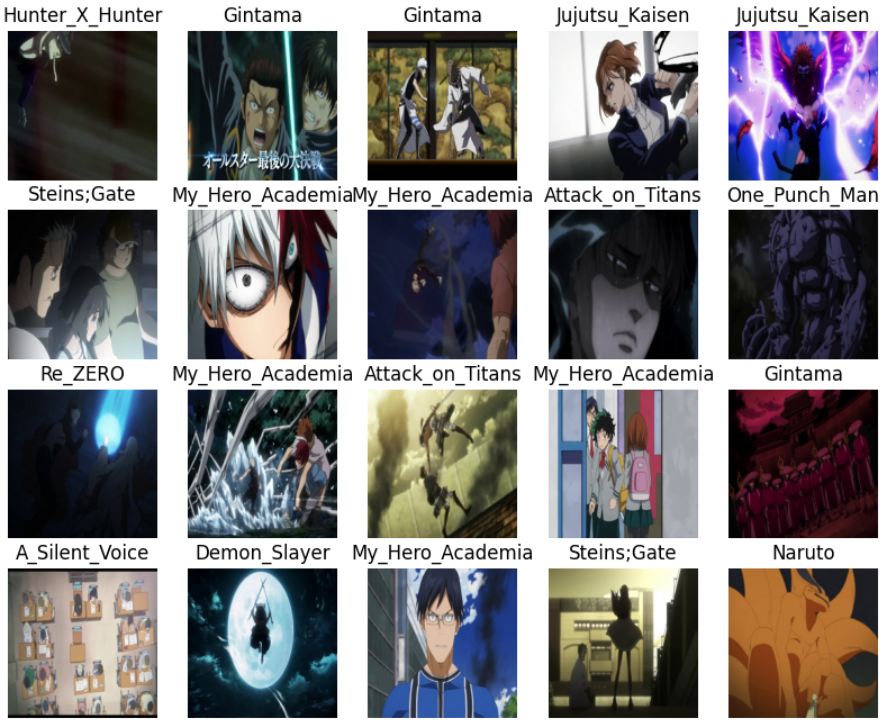 Hunter_X_Hunter
Gintama
Gintama
Jujutsu_Kaisen
Jujutsu_Kaisen
オールスター最後の大決戦
Steins;Gate
My_Hero_Academia
My_Hero_Academia
Attack_on_Titans
One_Punch_Man
Re_ZERO
My_Hero_Academia
Attack_on_Titans
My_Hero_Academia
Gintama
A_Silent_Voice
Demon_Slayer
My_Hero_Academia
Steins;Gate
Naruto